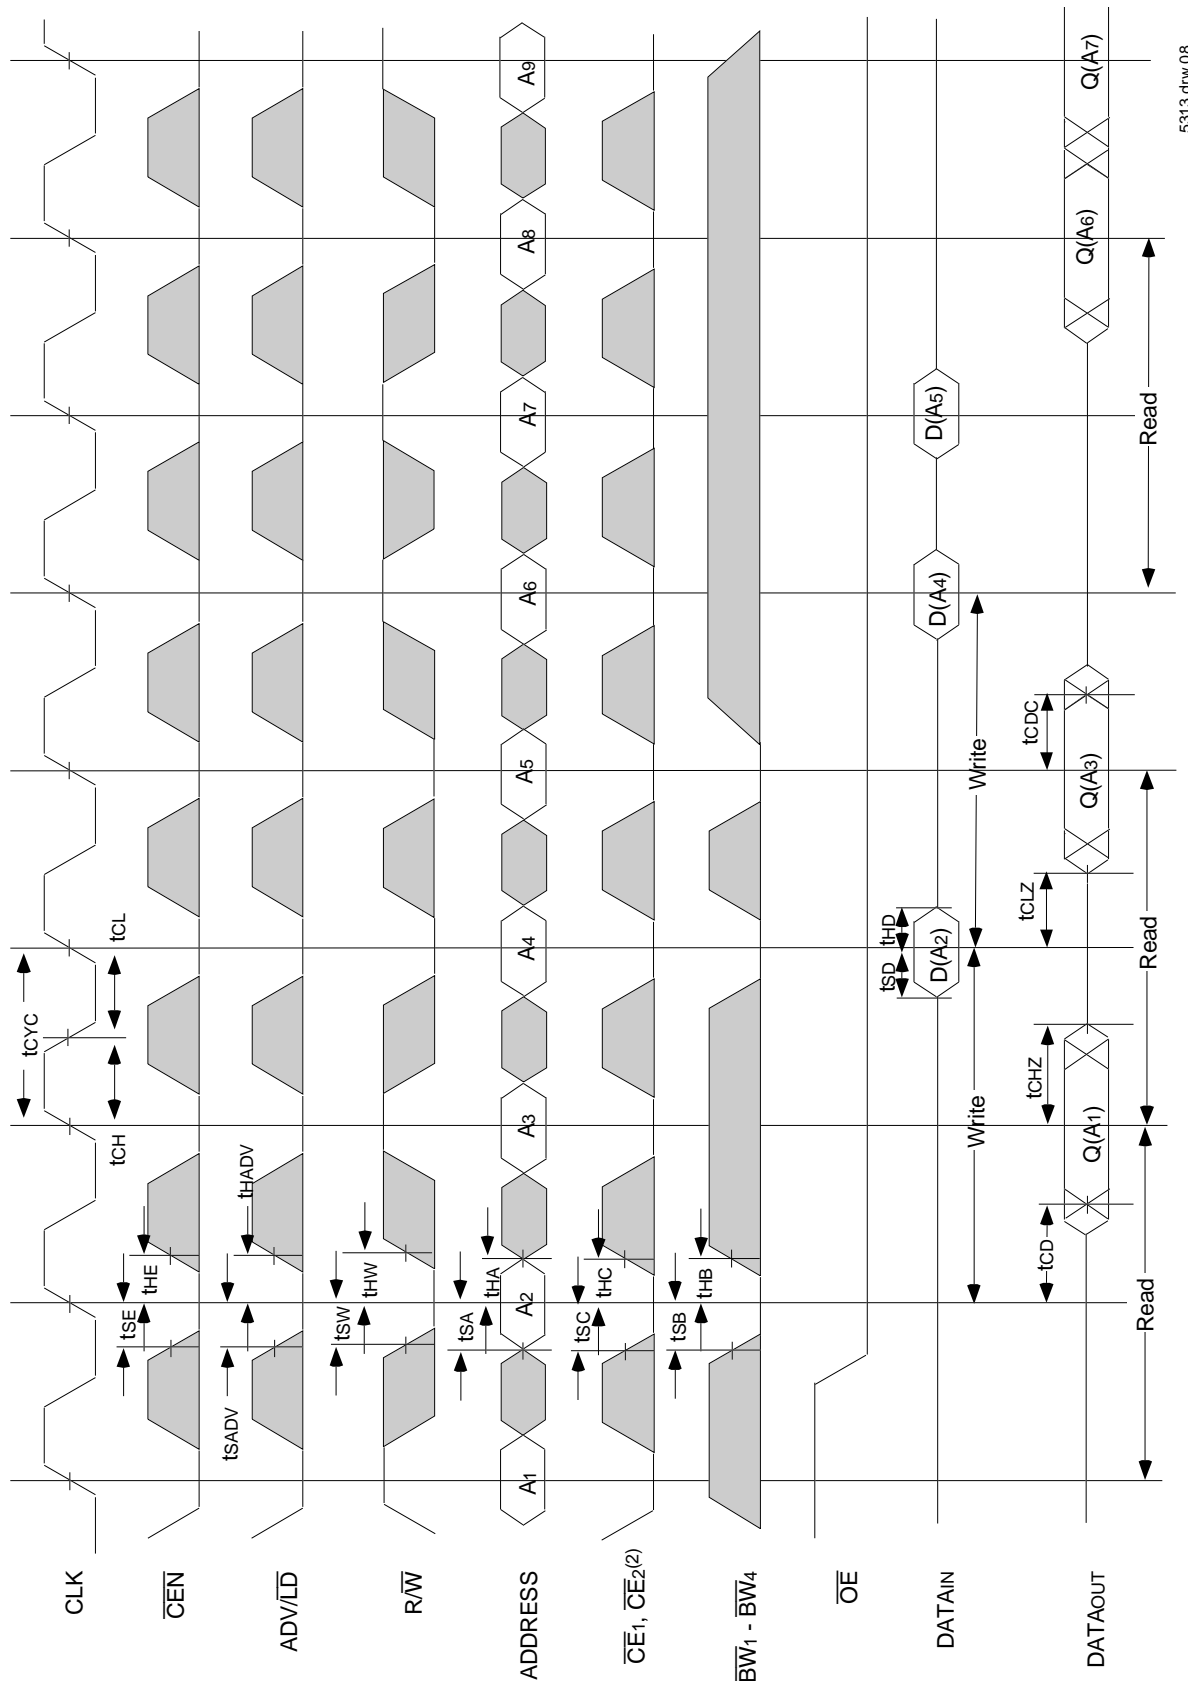 tCYC
tCH tCL
CLK
tSE tHE
CEN
tSADV tHADV
ADV/LD
tSW tHW
R/W
tSA tHA
ADDRESS A1 A2 A3 A4 A5 A6 A7 A8 A9
tSC tHC
CE1, CE2(2)
tSB tHB
BW1 - BW4
OE
tSD tHD
DATAIN D(A2) D(A4) D(A5)
Write Write
tCD tCHZ tCLZ tCDC
DATAOUT Q(A1) Q(A3) Q(A6) Q(A7)
Read Read Read
5313 drw 08